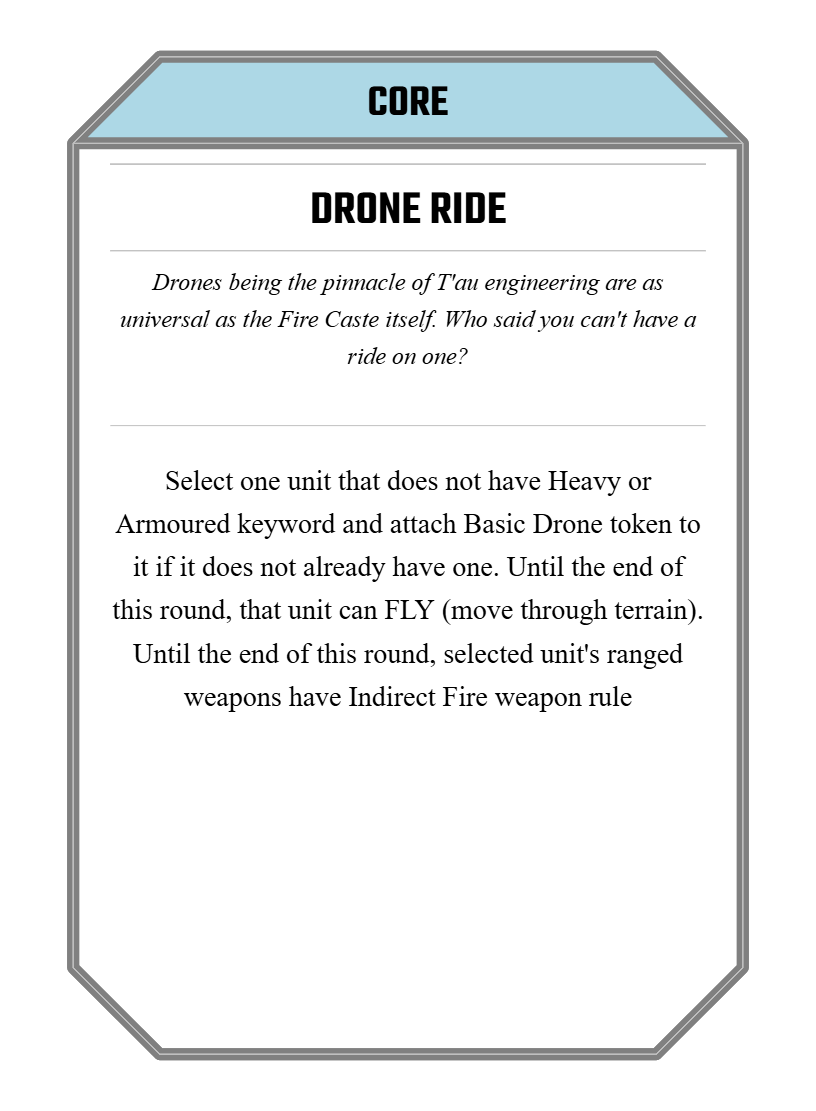 CORE
DRONE RIDE
Drones being the pinnacle of T'au engineering are as
universal as the Fire Caste itself. Who said you can't have a
ride on one?
Select one unit that does not have Heavy or
Armoured keyword and attach Basic Drone token to
it if it does not already have one. Until the end of
this round, that unit can FLY (move through terrain).
Until the end of this round, selected unit's ranged
weapons have Indirect Fire weapon rule